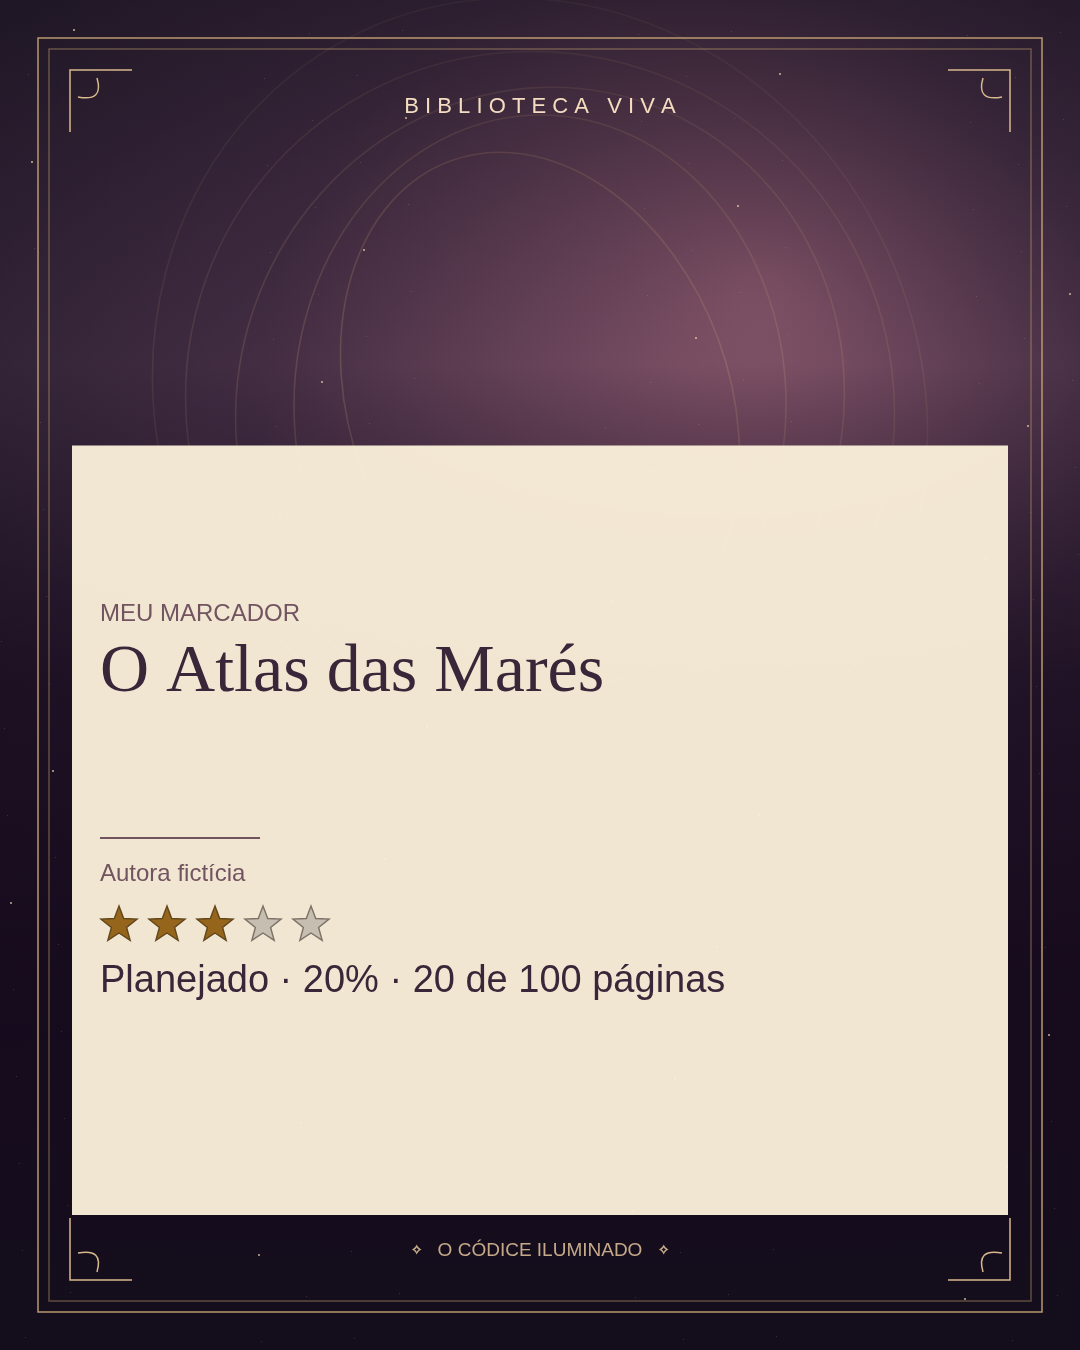 BIBLIOTECA VIVA
MEU MARCADOR
O Atlas das Marés
Autora fictícia
Planejado · 20% · 20 de 100 páginas
✧ O CÓDICE ILUMINADO ✧